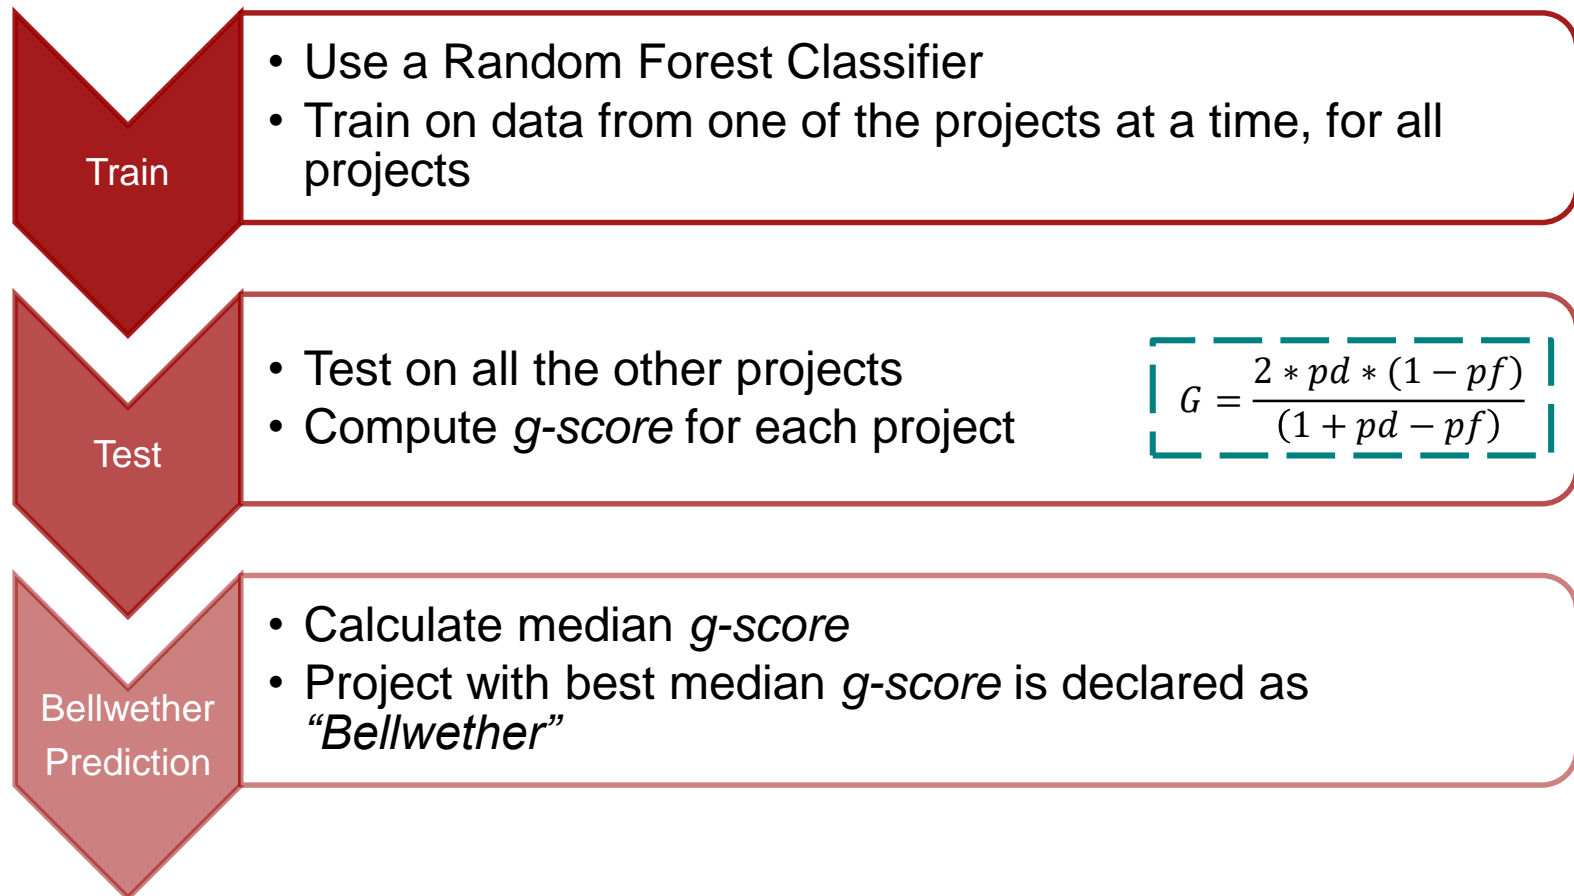 Train
• Use a Random Forest Classifier
• Train on data from one of the projects at a time, for all
projects
Test
• Test on all the other projects
• Compute g-score for each project
G = \frac{2 * pd * (1 − pf)}{(1 + pd − pf)}
Bellwether
Prediction
• Calculate median g-score
• Project with best median g-score is declared as
“Bellwether”